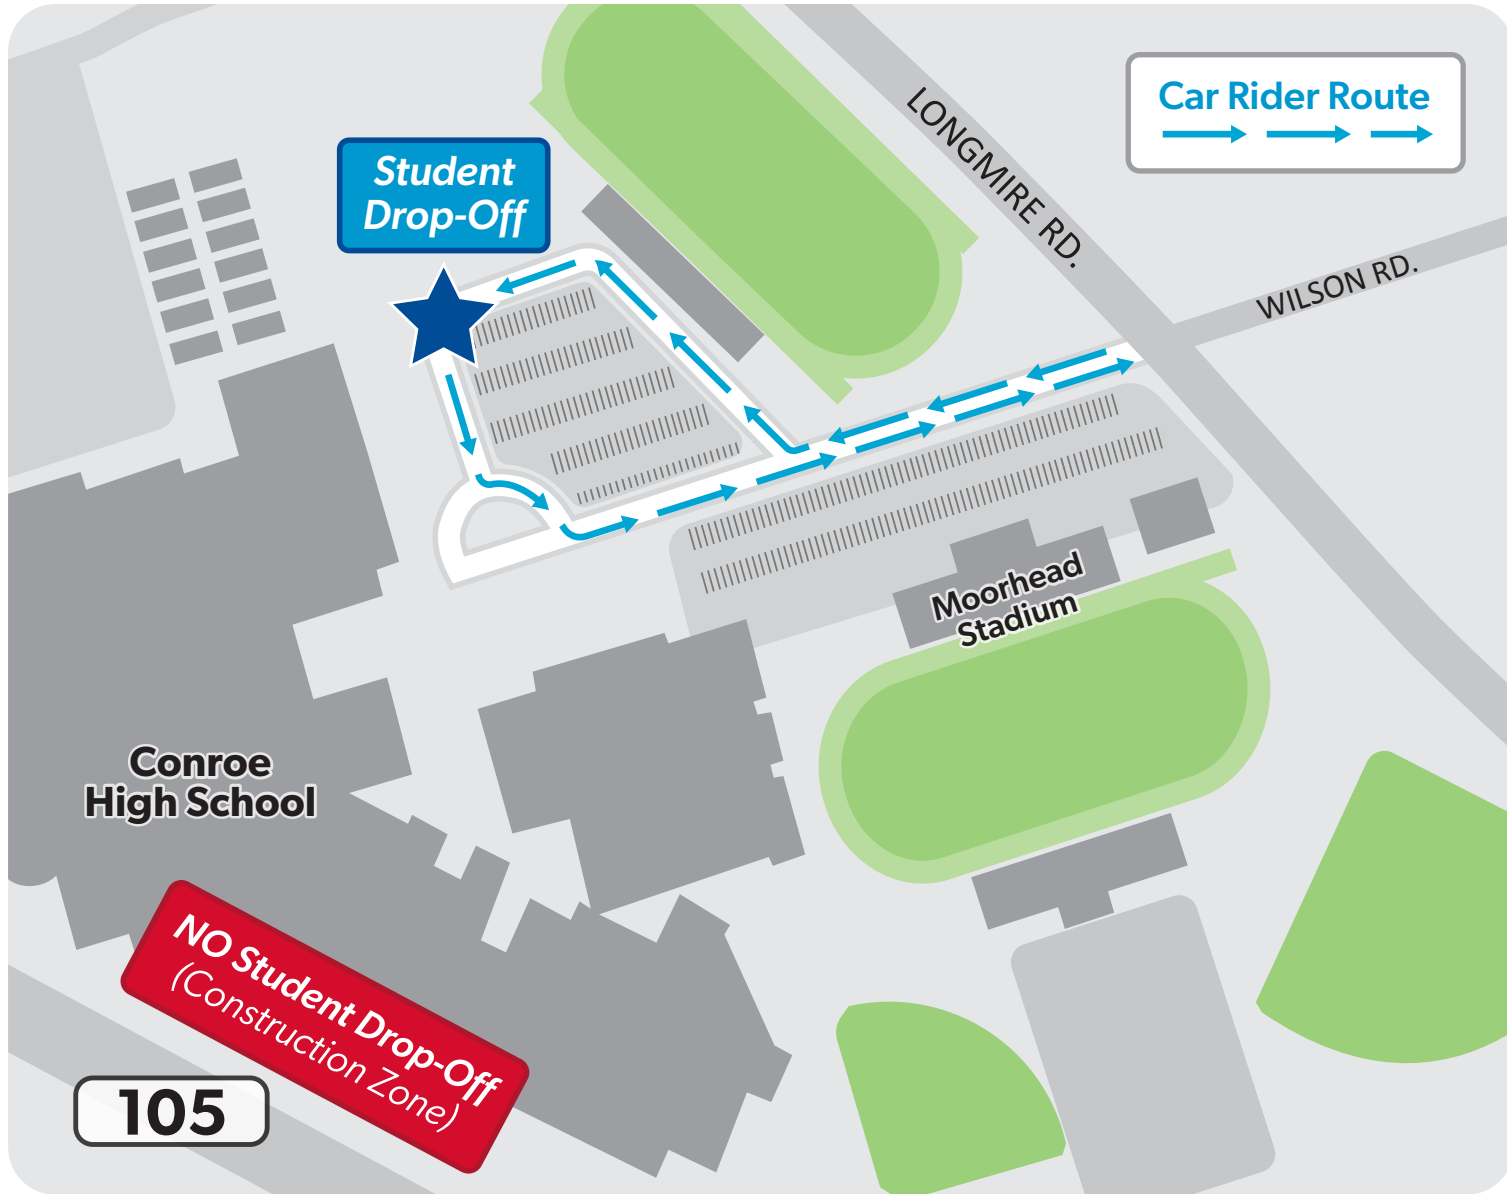 Car Rider Route
LONGMIRE RD.
WILSON RD.
Student
Drop-Off
Moorhead
Stadium
Conroe
High School
NO Student Drop-Off
(Construction Zone)
105